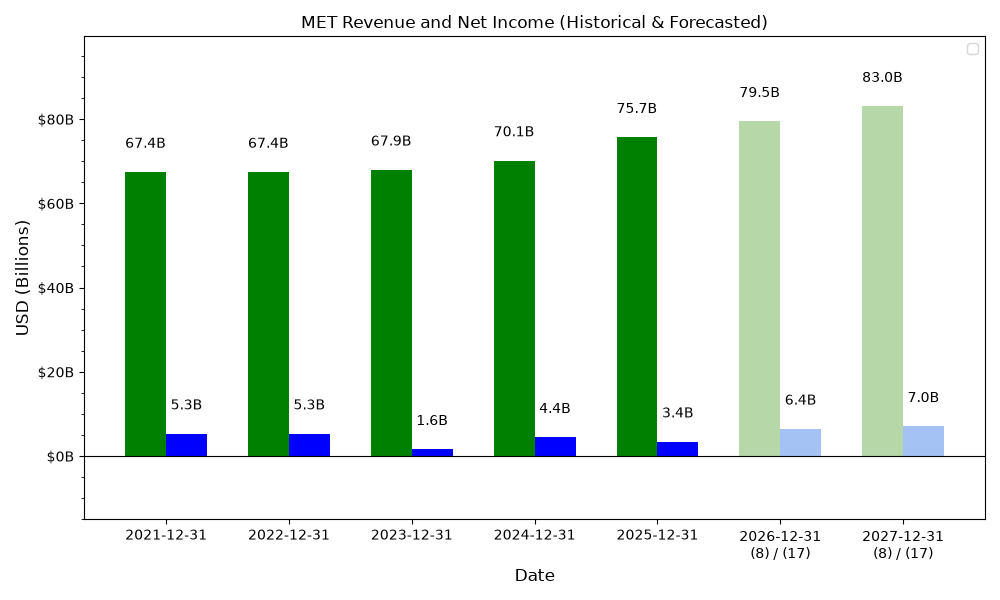 MET Revenue and Net Income (Historical & Forecasted)
USD (Billions)
$80B
$60B
$40B
$20B
$0B
67.4B
5.3B
67.4B
5.3B
67.9B
1.6B
70.1B
4.4B
75.7B
3.4B
79.5B
6.4B
83.0B
7.0B
2021-12-31
2022-12-31
2023-12-31
2024-12-31
2025-12-31
2026-12-31
(8) / (17)
2027-12-31
(8) / (17)
Date